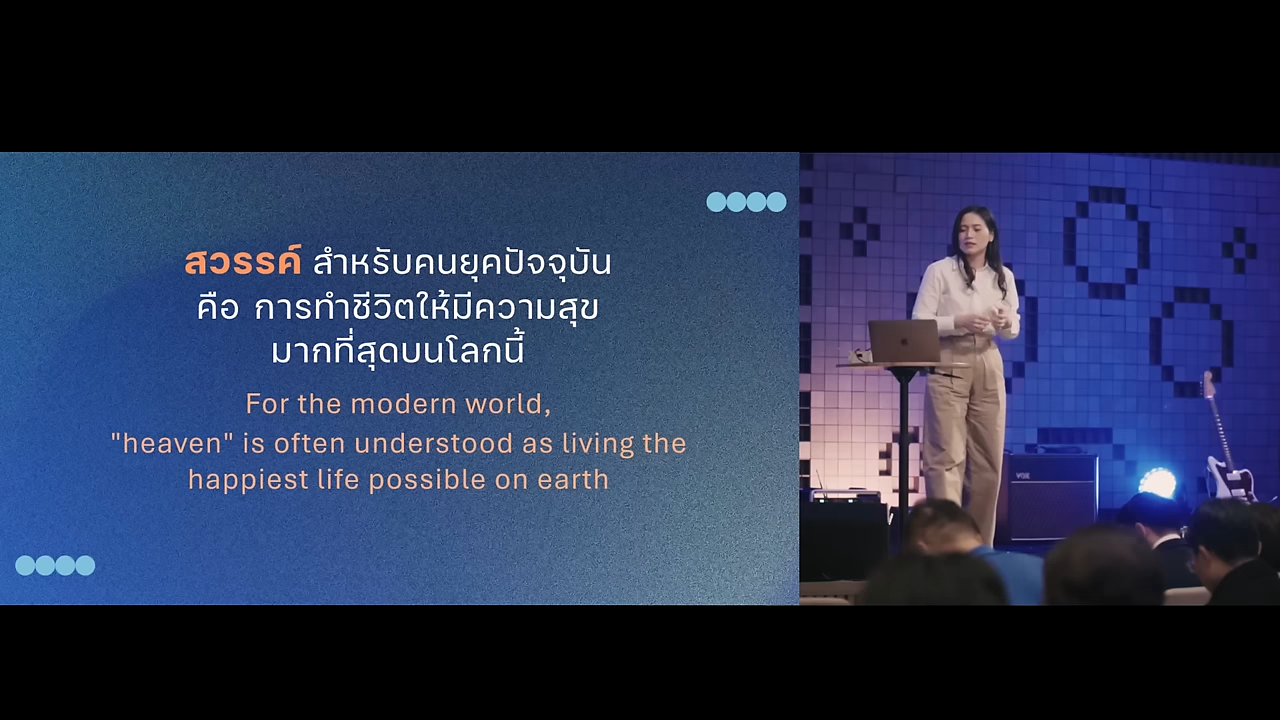 สวรรค์ สำหรับคนยุคปัจจุบัน
คือ การทำชีวิตให้มีความสุข
มากที่สุดบนโลกนี้
For the modern world,
"heaven" is often understood as living the
happiest life possible on earth
VOX